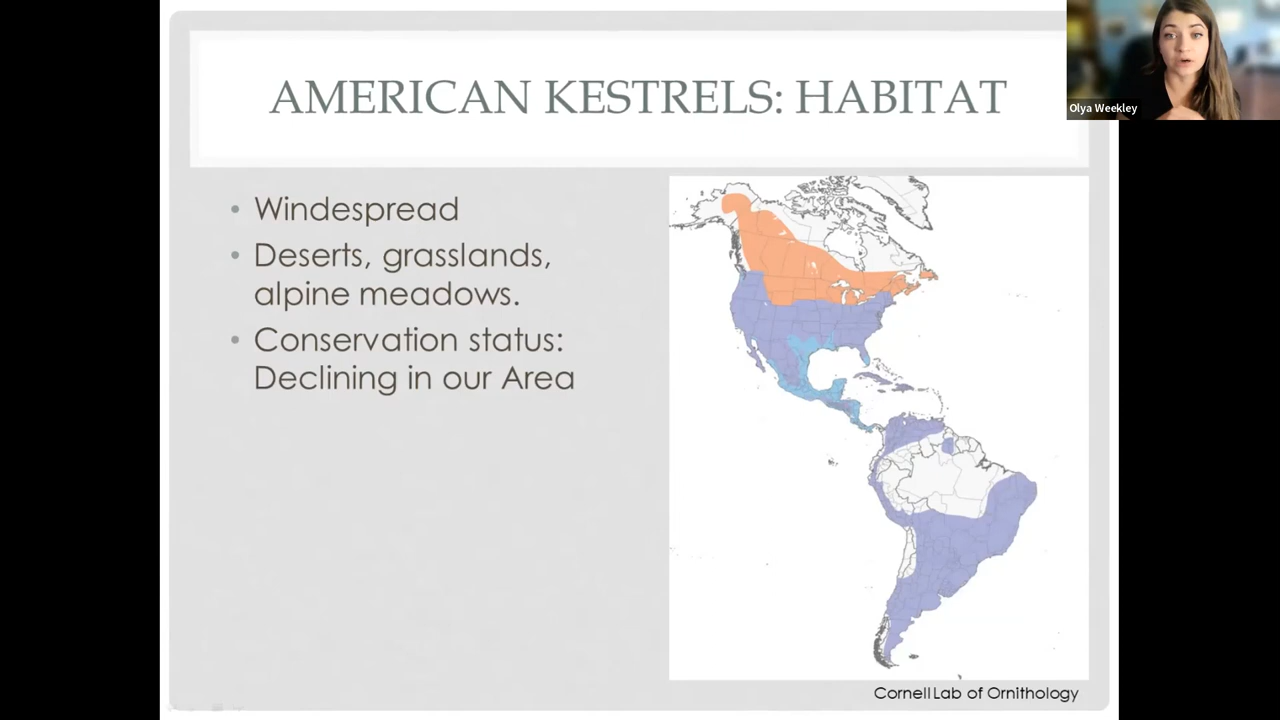 AMERICAN KESTRELS: HABITAT
Olya Weekley
• Windespread
• Deserts, grasslands,
alpine meadows.
• Conservation status:
Declining in our Area
Cornell Lab of Ornithology